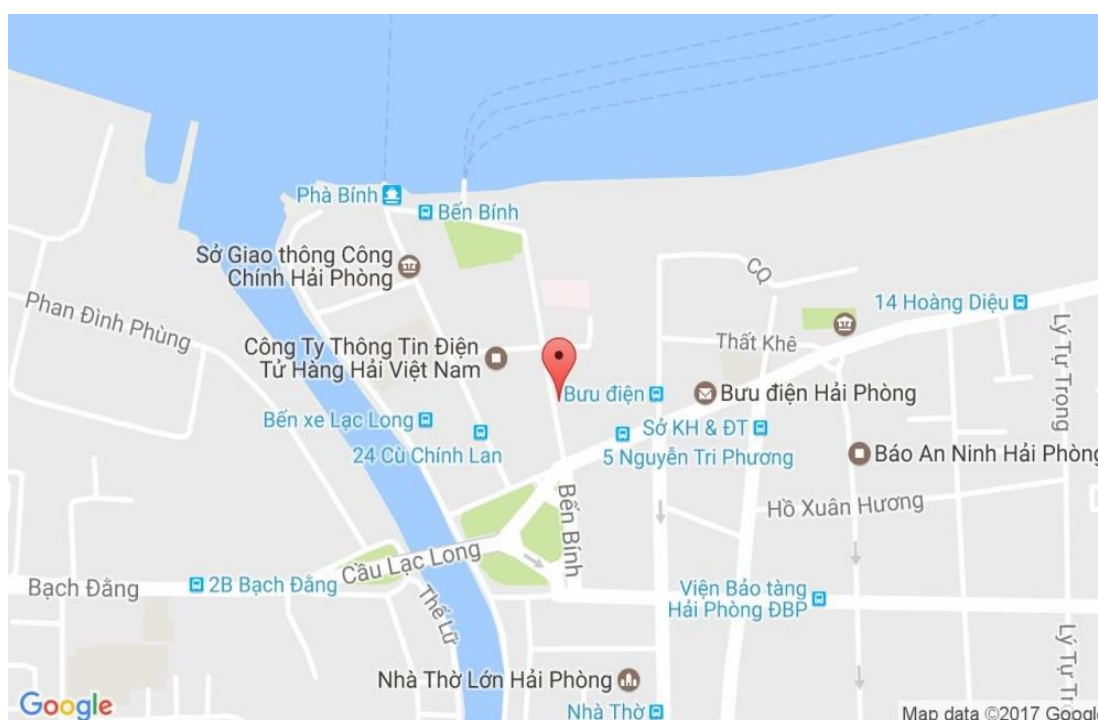 Phà Bính
Bến Bính
Sở Giao thông Công
Chính Hải Phòng
CQ
14 Hoàng Diệu
Phan Đình Phùng
Thất Khê
Lý Tự Trọng
Công Ty Thông Tin Điện
Tử Hàng Hải Việt Nam
Bưu điện
Bưu điện Hải Phòng
Bến xe Lạc Long
24 Cù Chính Lan
Sở KH & ĐT
5 Nguyễn Tri Phương
Báo An Ninh Hải Phòng
Bến Bính
Hồ Xuân Hương
Cầu Lạc Long
Bạch Đằng
2B Bạch Đằng
Thế Lữ
Viện Bảo tàng
Hải Phòng ĐBP
Lý Tự Trọ
Nhà Thờ Lớn Hải Phòng
Nhà Thờ
Google
Map data ©2017 Google